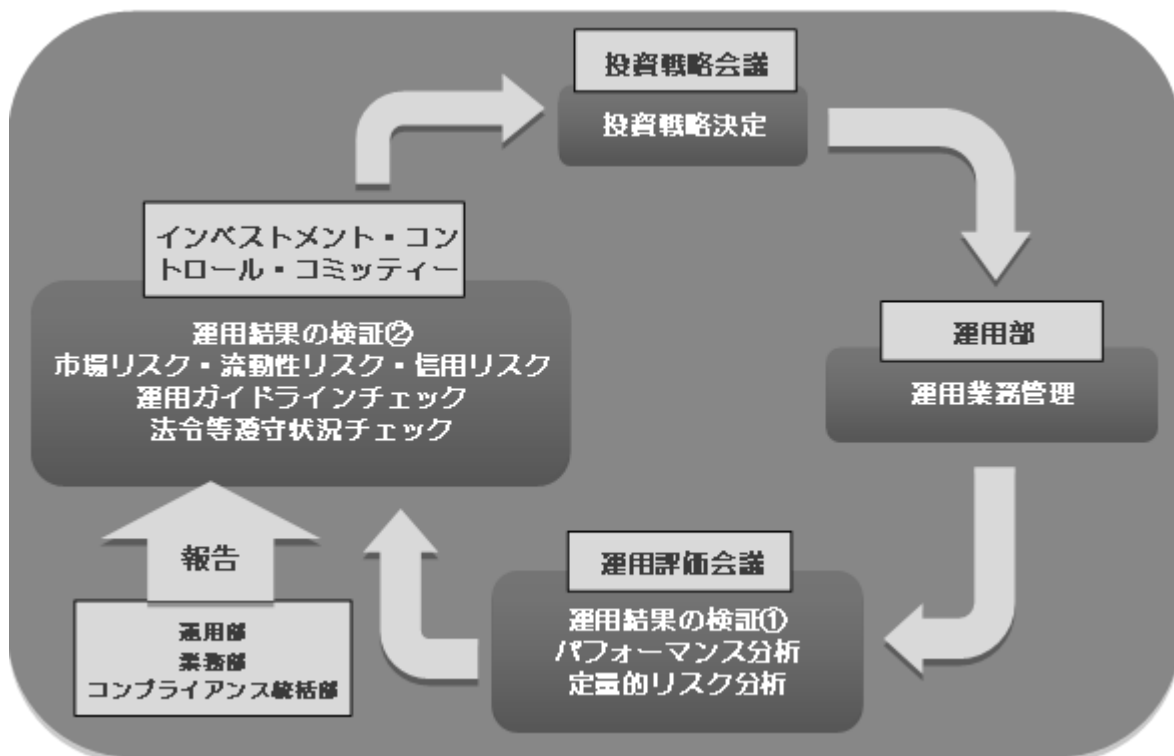 投資戦略会議
投資戦略決定
インベストメント・コン
トロール・コミッティー
運用結果の検証②
市場リスク・流動性リスク・信用リスク
運用ガイドラインチェック
法令等遵守状況チェック
運用部
運用業務管理
報告
運用部
業務部
コンプライアンス統括部
運用評価会議
運用結果の検証①
パフォーマンス分析
定量的リスク分析